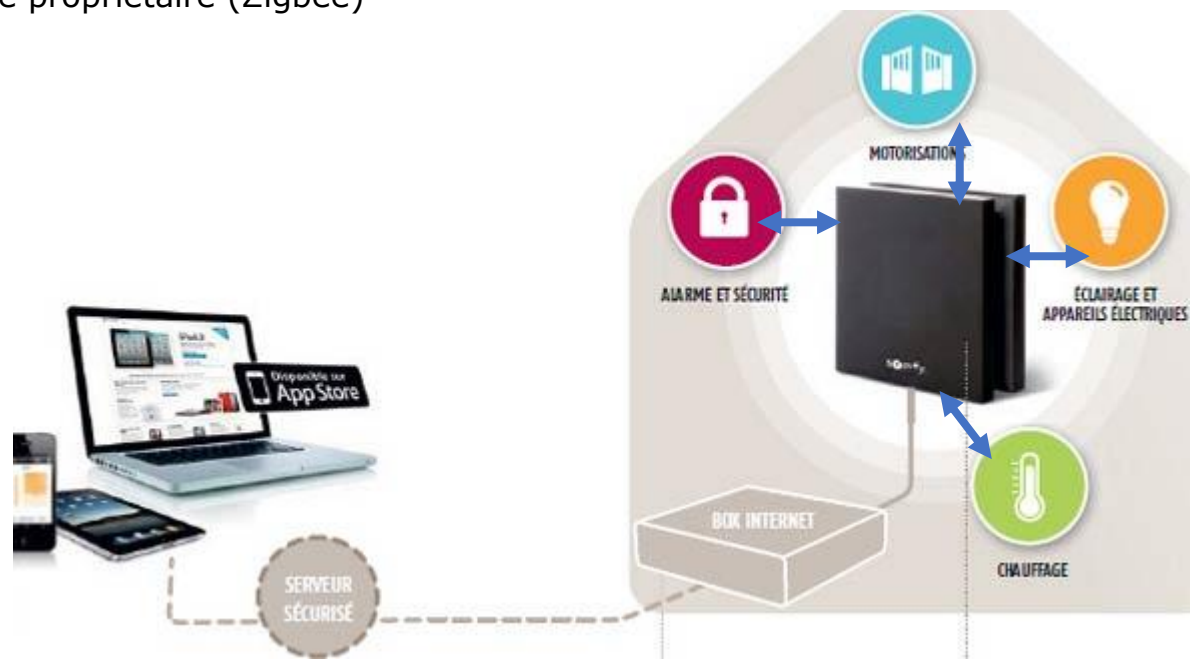 e propriétaire (Zigbee)
MOTORISATIONS
ALARME ET SÉCURITÉ
ÉCLAIRAGE ET
APPAREILS ÉLECTRIQUES
Somfy
Disponible sur
App Store
BOX INTERNET
SERVEUR
SÉCURISÉ
CHAUFFAGE